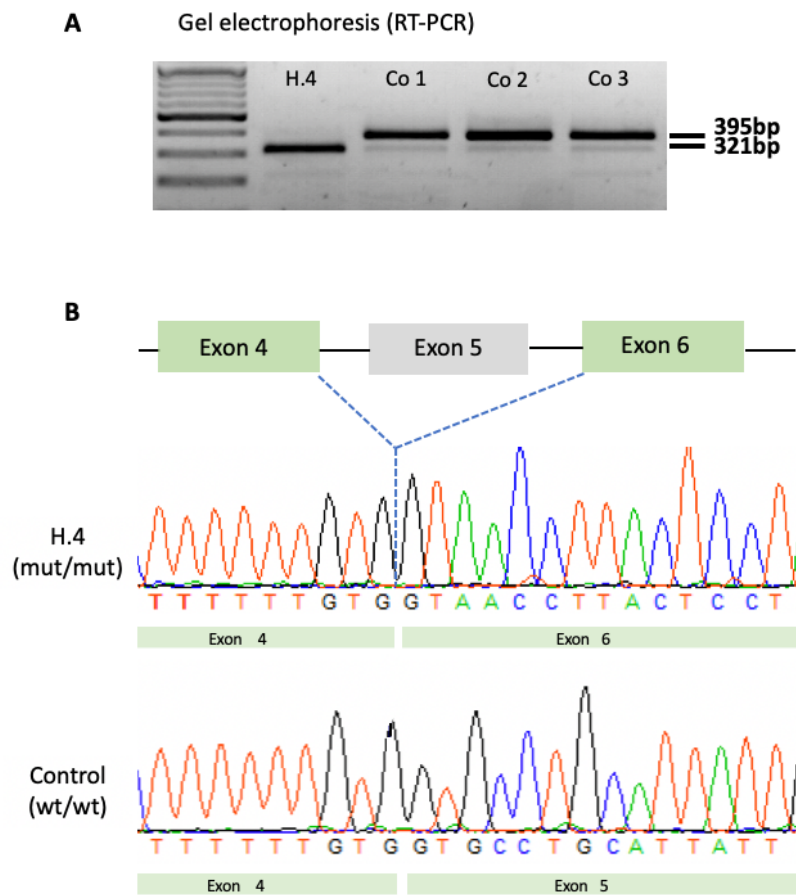 A
Gel electrophoresis (RT-PCR)
H.4 Co 1 Co 2 Co 3
395bp
321bp
B
Exon 4 Exon 5 Exon 6
H.4
(mut/mut)
T T T T T T G T G G T A A C C T T A C T C C T
Exon 4 Exon 6
Control
(wt/wt)
T T T T T T G T G G T G C C T G C A T T A T T
Exon 4 Exon 5